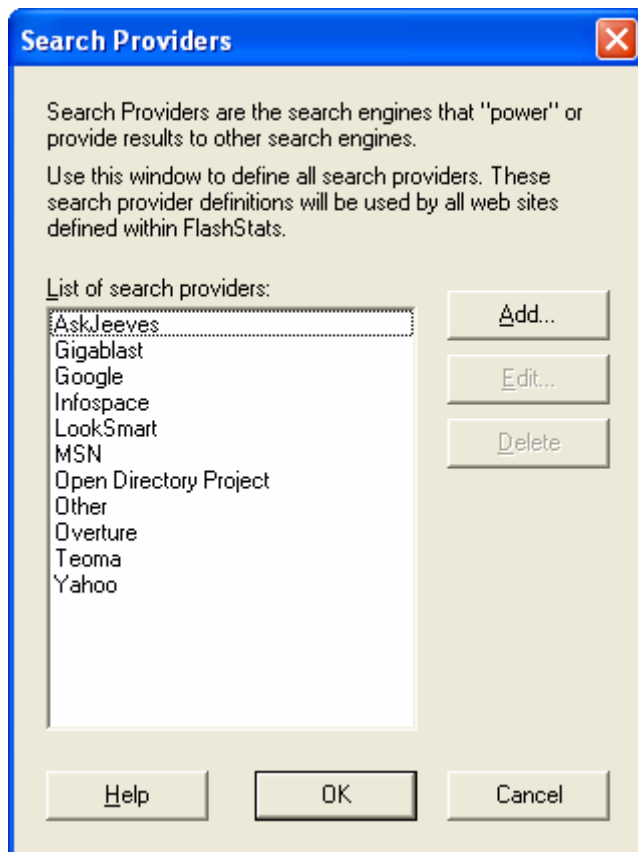 Search Providers
Search Providers are the search engines that "power" or
provide results to other search engines.
Use this window to define all search providers. These
search provider definitions will be used by all web sites
defined within FlashStats.
List of search providers:
AskJeeves
Gigablast
Google
Infospace
LookSmart
MSN
Open Directory Project
Other
Overture
Teoma
Yahoo
Add...
Edit...
Delete
Help
OK
Cancel